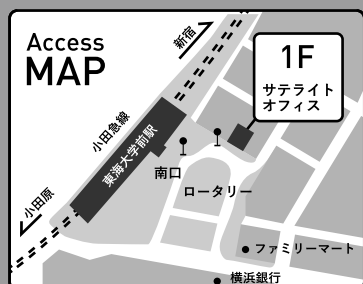 Access
MAP
新宿
1F
サテライト
オフィス
小田急線
東海大学前駅
南口
ロータリー
小田原
ファミリーマート
横浜銀行